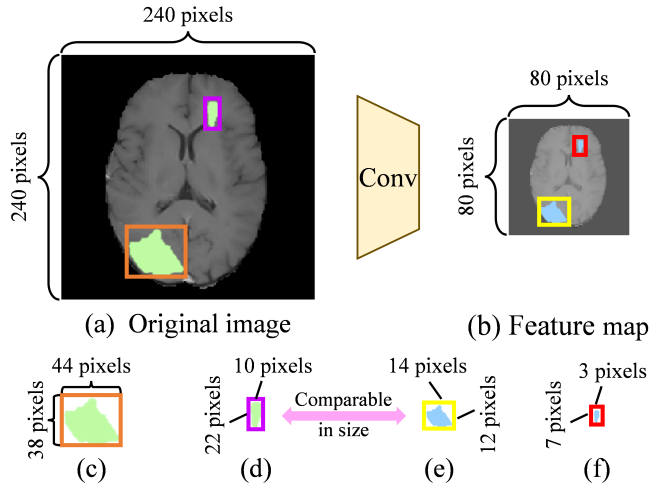 240 pixels
240 pixels
80 pixels
80 pixels
Conv
(a) Original image
(b) Feature map
44 pixels
38 pixels
(c)
10 pixels
22 pixels
(d)
Comparable
in size
14 pixels
12 pixels
(e)
3 pixels
7 pixels
(f)